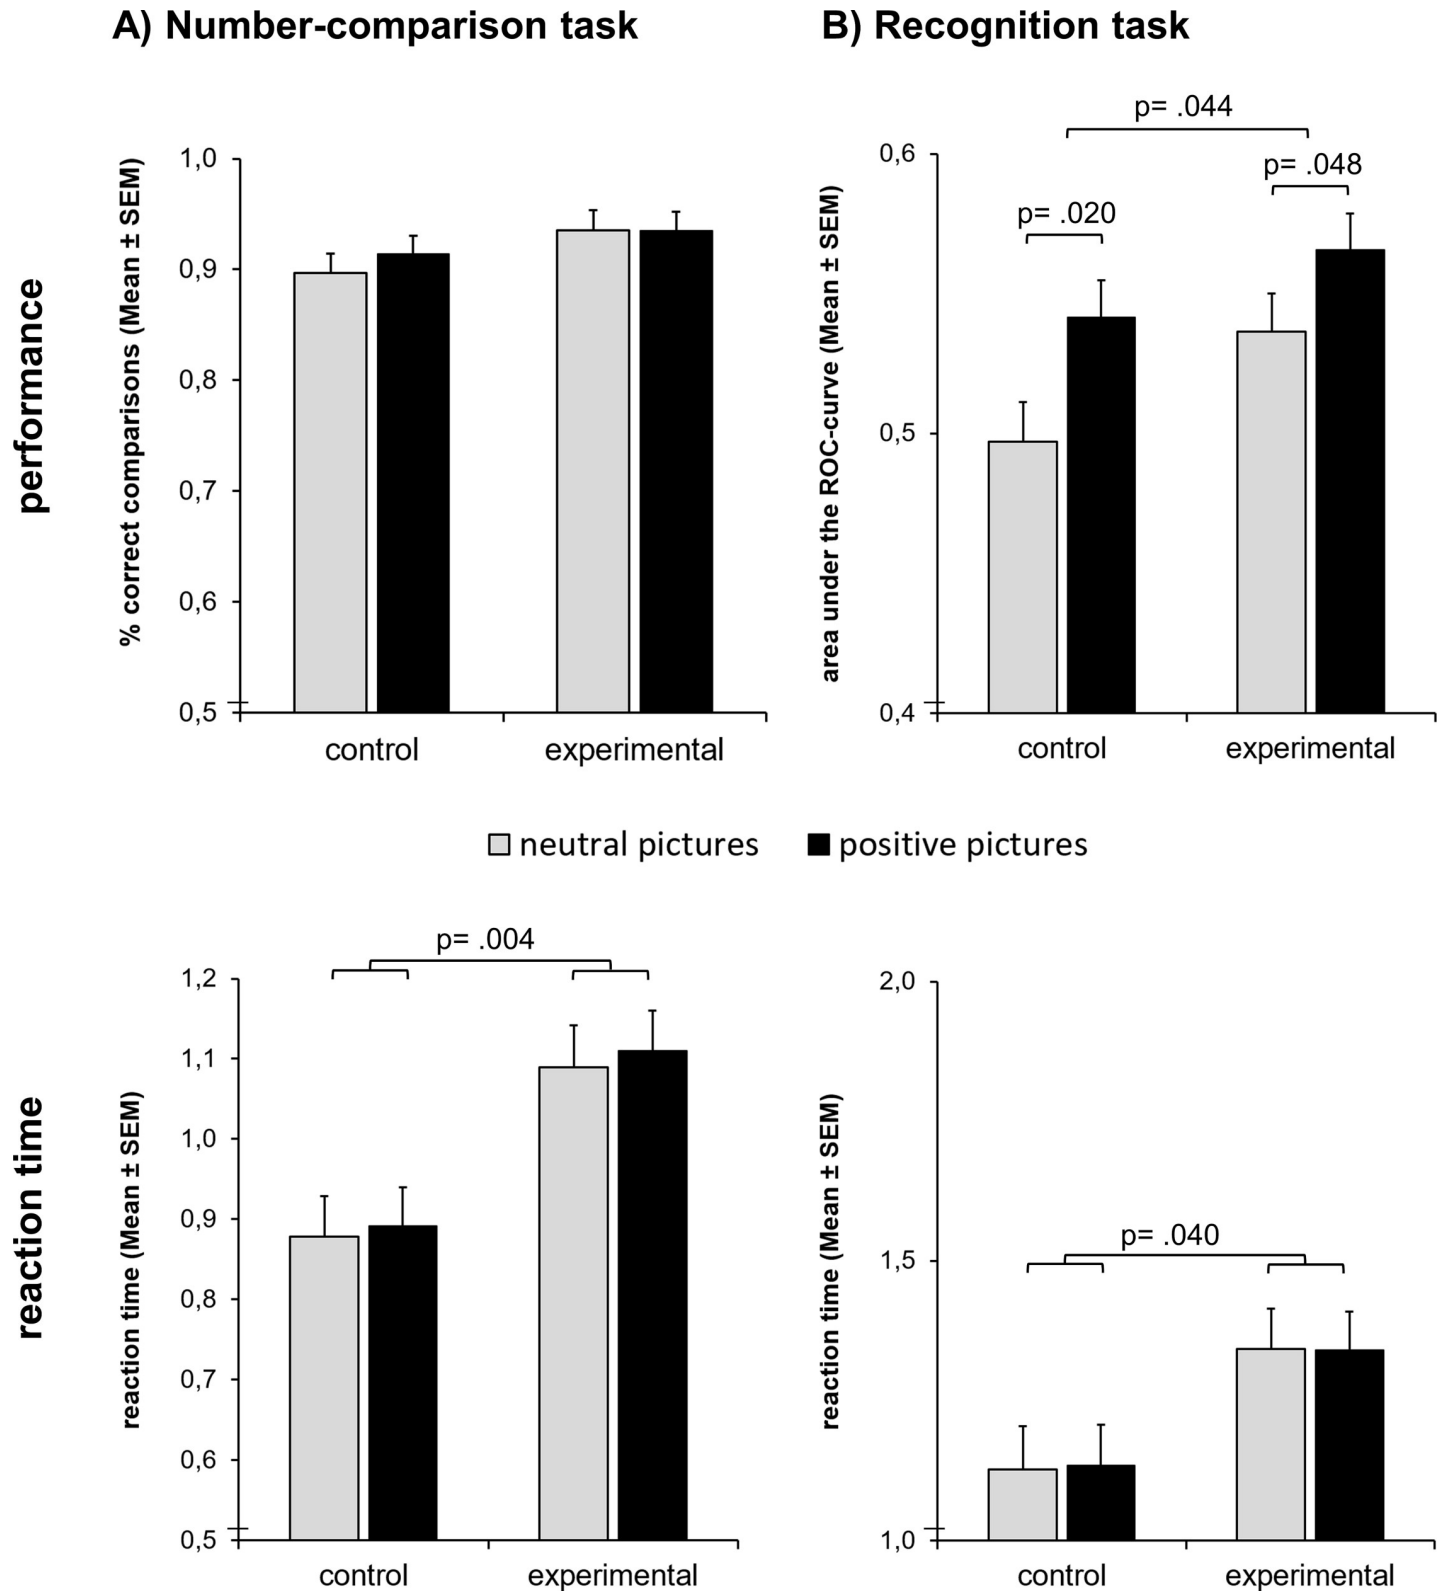 A) Number-comparison task
B) Recognition task
performance
% correct comparisons (Mean ± SEM)
1,0
0,9
0,8
0,7
0,6
0,5
control
experimental
area under the ROC-curve (Mean ± SEM)
p= .044
p= .020
p= .048
0,6
0,5
0,4
control
experimental
neutral pictures
positive pictures
reaction time
reaction time (Mean ± SEM)
p= .004
1,2
1,1
1,0
0,9
0,8
0,7
0,6
0,5
control
experimental
reaction time (Mean ± SEM)
p= .040
2,0
1,5
1,0
control
experimental